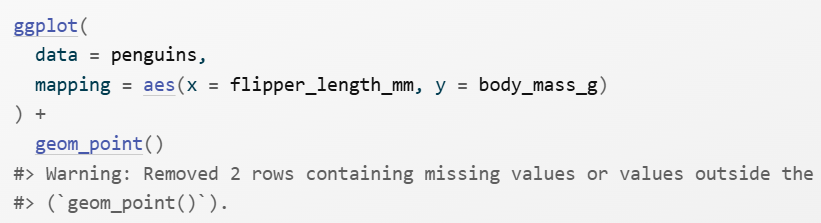 ggplot(
  data = penguins,
  mapping = aes(x = flipper_length_mm, y = body_mass_g)
) +
  geom_point()
#> Warning: Removed 2 rows containing missing values or values outside the
#> (`geom_point()`).